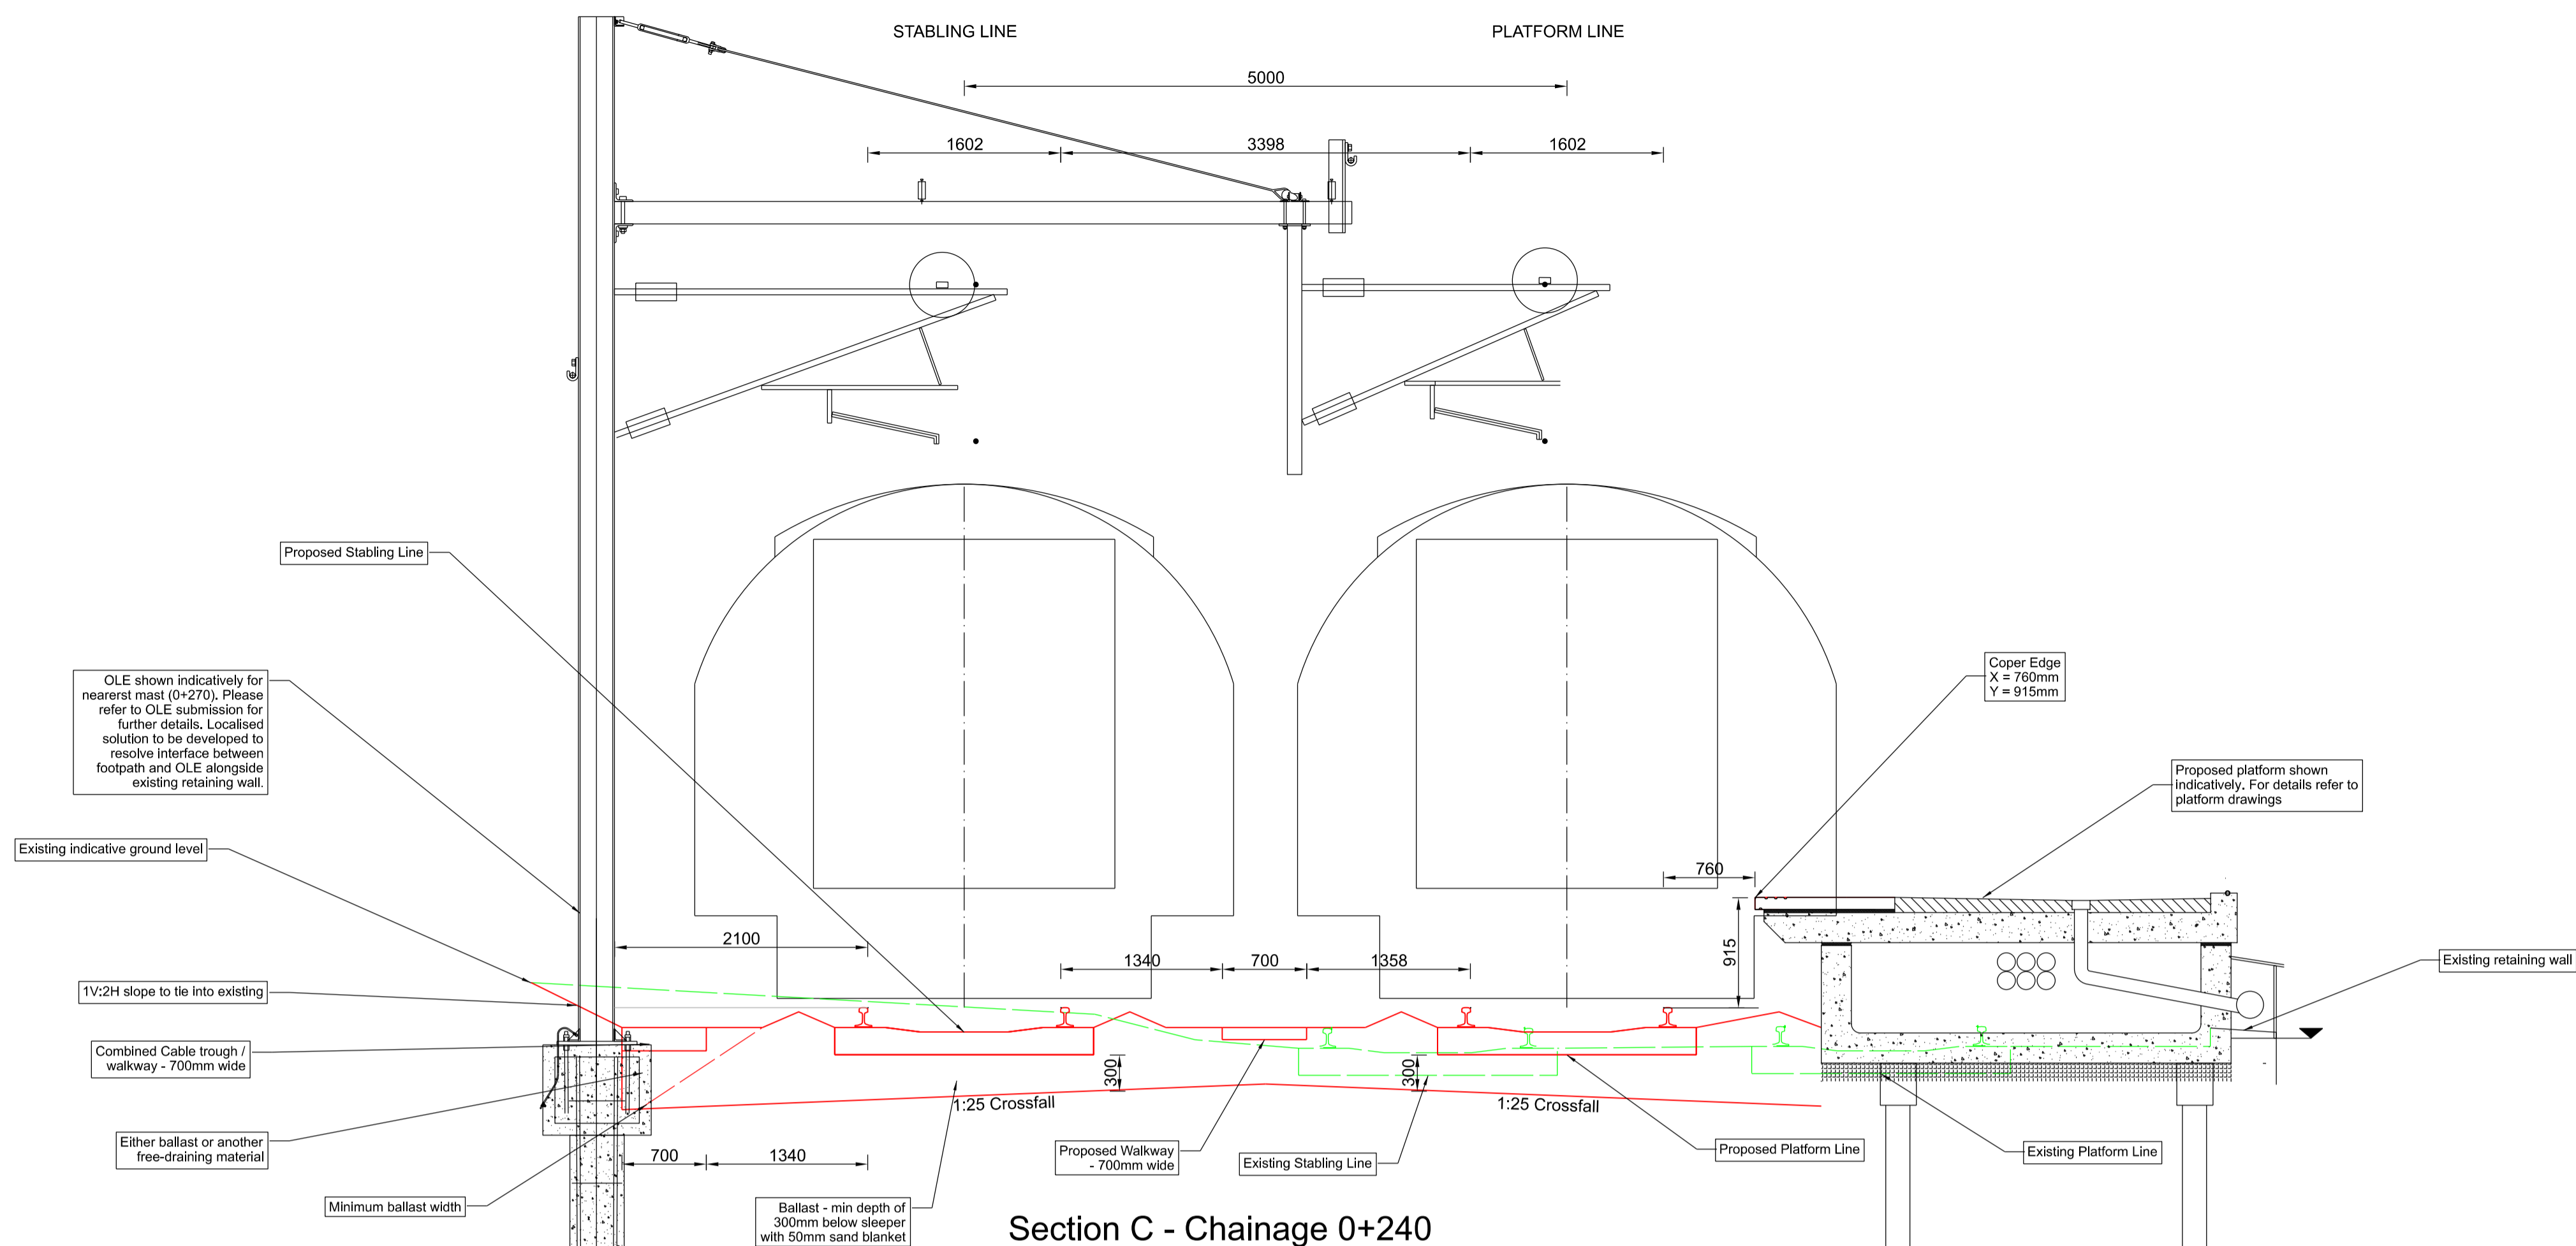 STABLING LINE
PLATFORM LINE
5000
1602
3398
1602
Proposed Stabling Line
OLE shown indicatively for
nearerst mast (0+270). Please
refer to OLE submission for
further details. Localised
solution to be developed to
resolve interface between
footpath and OLE alongside
existing retaining wall.
Coper Edge
X = 760mm
Y = 915mm
Proposed platform shown
indicatively. For details refer to
platform drawings
Existing indicative ground level
760
2100
915
1340
700
1358
Existing retaining wall
1V:2H slope to tie into existing
Combined Cable trough /
walkway - 700mm wide
300
300
1:25 Crossfall
1:25 Crossfall
Either ballast or another
free-draining material
700
1340
Proposed Walkway
- 700mm wide
Existing Stabling Line
Proposed Platform Line
Existing Platform Line
Minimum ballast width
Ballast - min depth of
300mm below sleeper
with 50mm sand blanket
Section C - Chainage 0+240